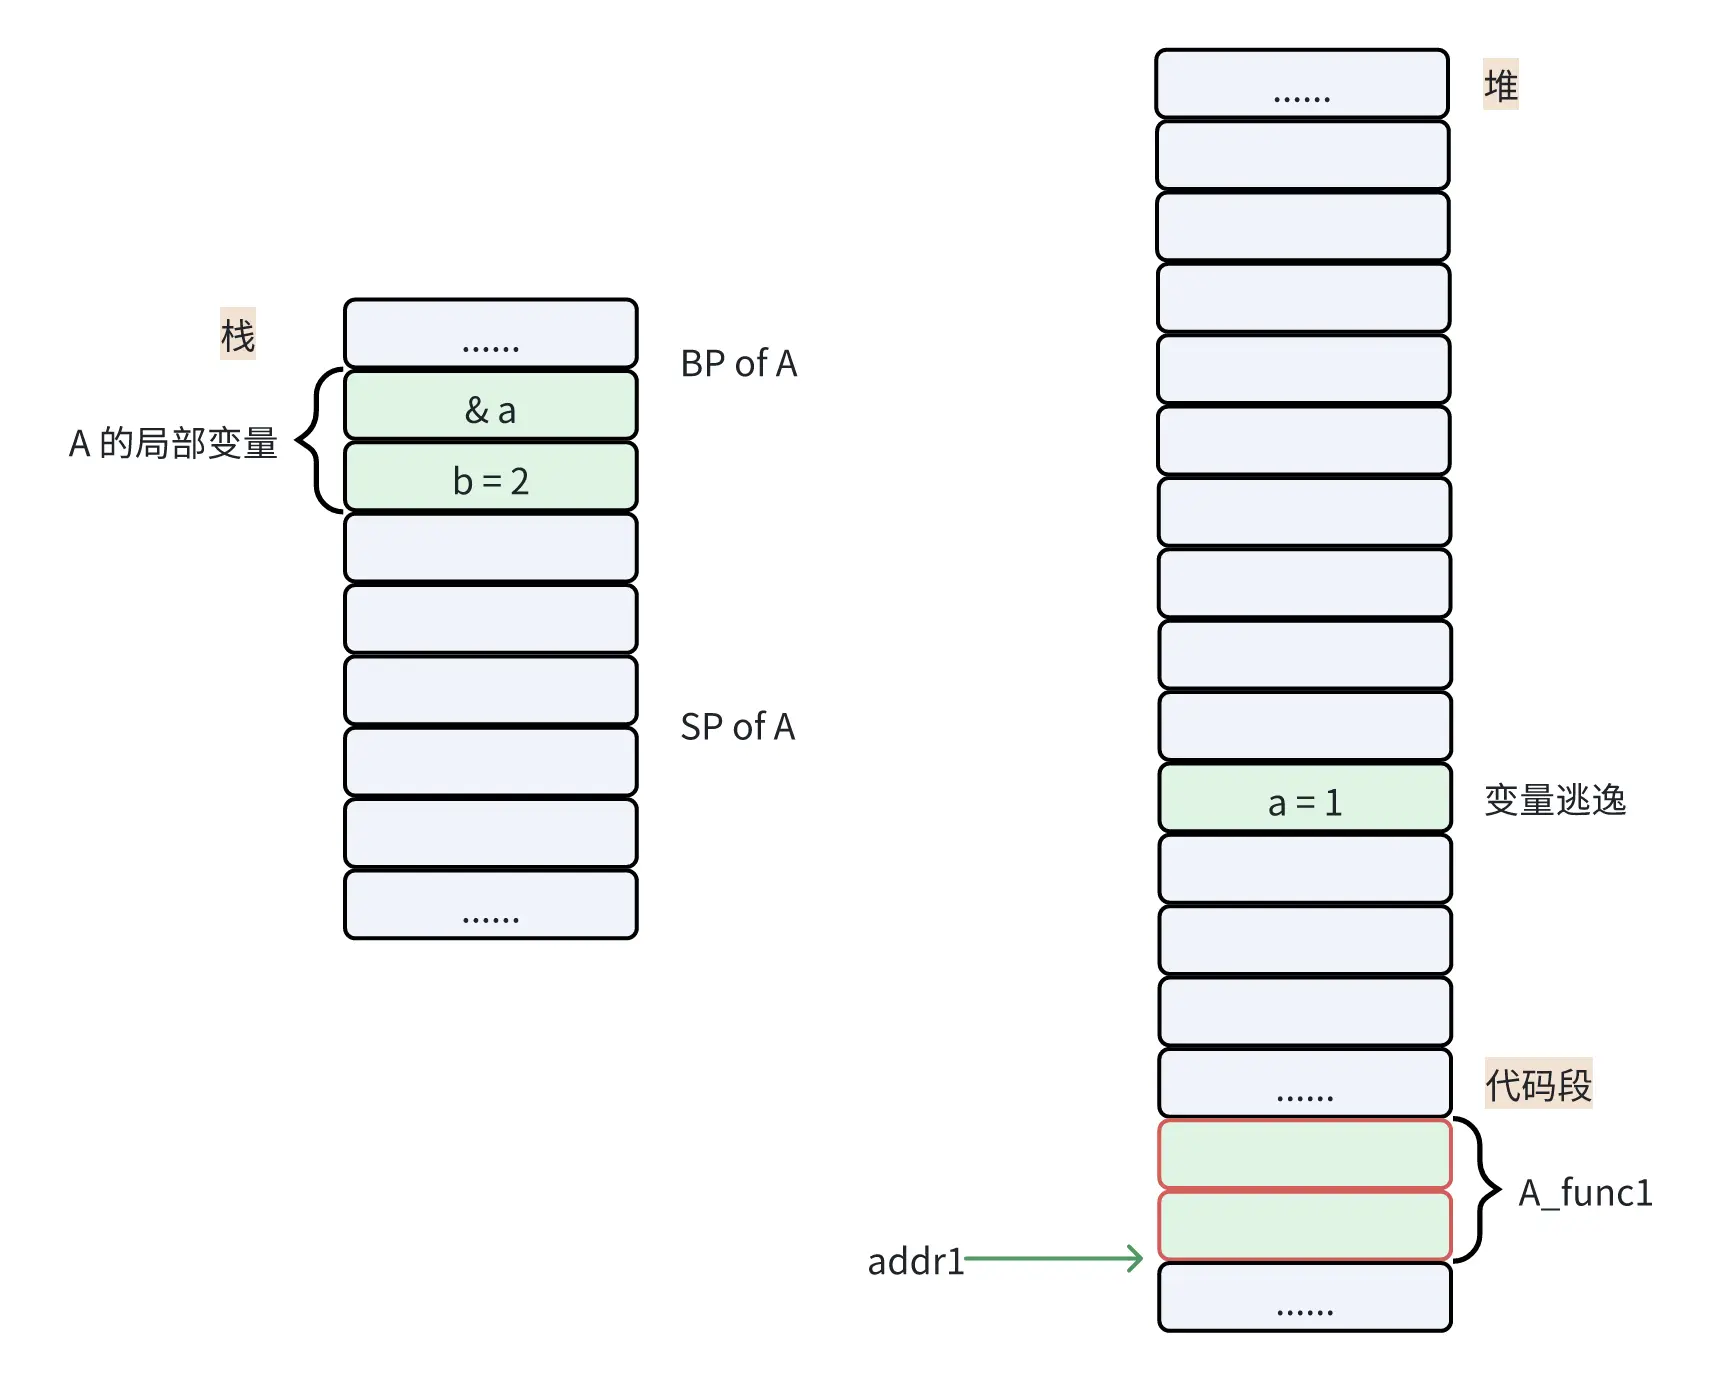 栈
......
BP of A
A 的局部变量
& a
b = 2
SP of A
......
堆
......
a = 1
变量逃逸
代码段
......
A_func1
addr1
......